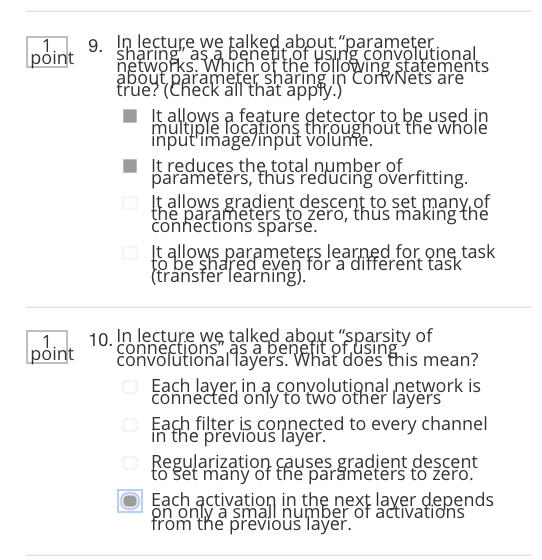 1
point
9.
In lecture we talked about “parameter
sharing” as a benefit of using convolutional
networks. Which of the following statements
about parameter sharing in ConvNets are
true? (Check all that apply.)
It allows a feature detector to be used in
multiple locations throughout the whole
input image/input volume.
It reduces the total number of
parameters, thus reducing overfitting.
It allows gradient descent to set many of
the parameters to zero, thus making the
connections sparse.
It allows parameters learned for one task
to be shared even for a different task
(transfer learning).
1
point
10.
In lecture we talked about “sparsity of
connections” as a benefit of using
convolutional layers. What does this mean?
Each layer in a convolutional network is
connected only to two other layers
Each filter is connected to every channel
in the previous layer.
Regularization causes gradient descent
to set many of the parameters to zero.
Each activation in the next layer depends
on only a small number of activations
from the previous layer.